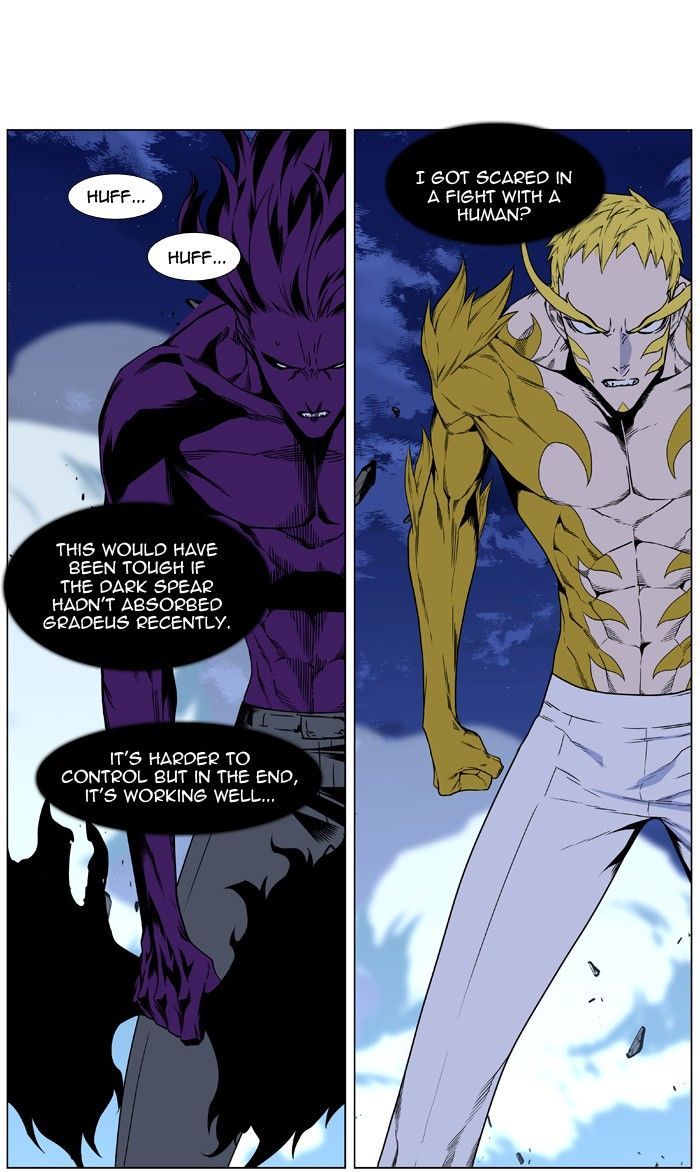 HUFF...
HUFF...
THIS WOULD HAVE
BEEN TOUGH IF
THE DARK SPEAR
HADN'T ABSORBED
GRADEUS RECENTLY.
IT'S HARDER TO
CONTROL BUT IN THE END,
IT'S WORKING WELL...
I GOT SCARED IN
A FIGHT WITH A
HUMAN?